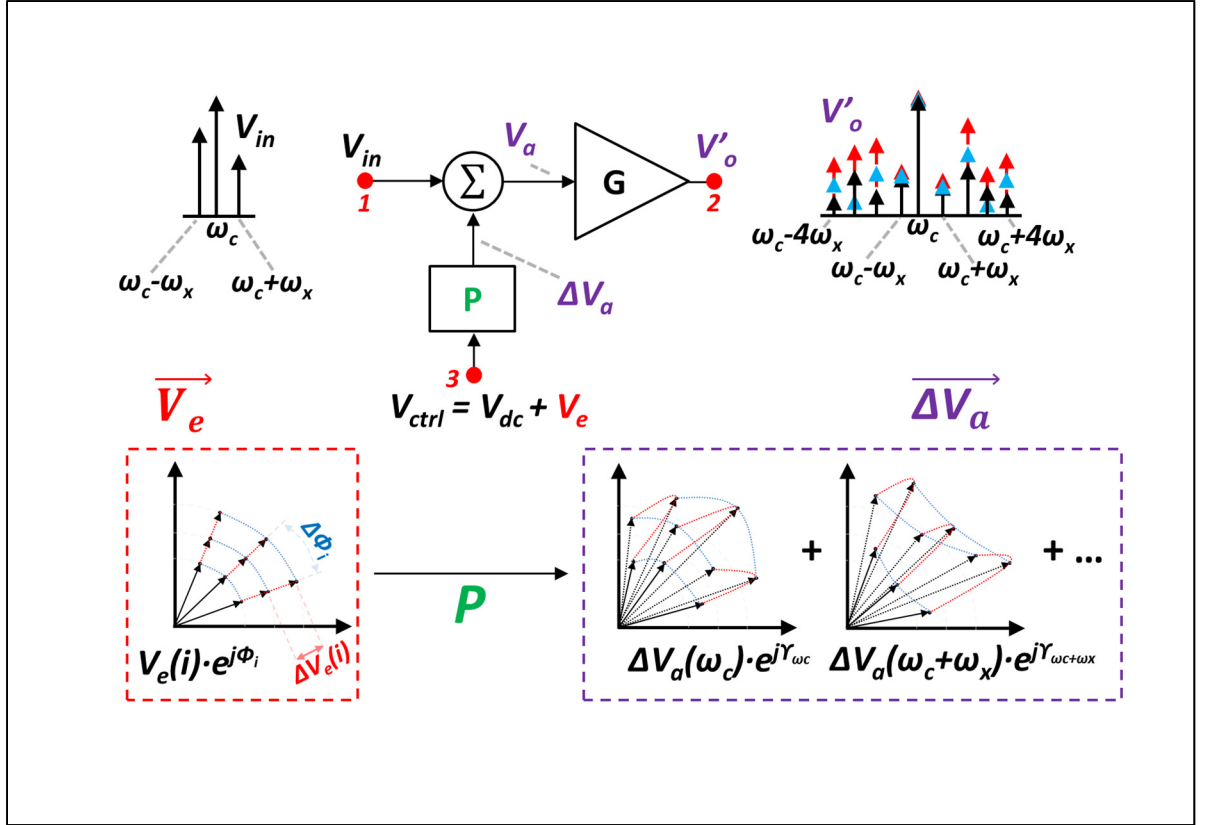 V_in
ω_c
ω_c-ω_x
ω_c+ω_x
V_in
1
Σ
V_a
G
V'_o
2
P
ΔV_a
3
V_ctrl = V_dc + V_e
V'_o
ω_c-4ω_x
ω_c
ω_c+4ω_x
ω_c-ω_x
ω_c+ω_x
V_e
ΔV_a
Δϕ_i
V_e(i)·e^jϕ_i
ΔV_e(i)
P
+
+ ...
ΔV_a(ω_c)·e^jϒ_ωc
ΔV_a(ω_c+ω_x)·e^jϒ_ωc+ωx